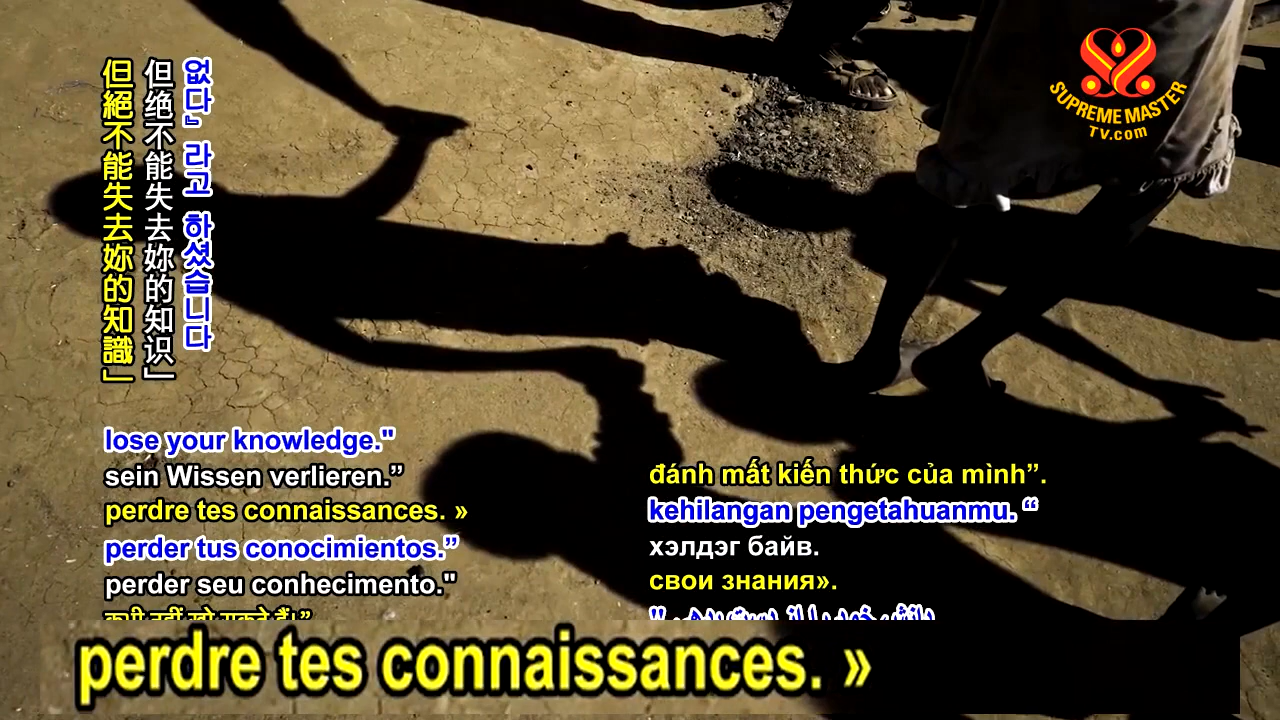 SUPREME MASTER
TV.com
없다』라고 하셨습니다
但绝不能失去妳的知识」
但絕不能失去妳的知識」
lose your knowledge."
sein Wissen verlieren.”
perdre tes connaissances. »
perder tus conocimientos.”
perder seu conhecimento."
đánh mất kiến thức của mình”.
kehilangan pengetahuanmu. “
хэлдэг байв.
свои знания».
perdre tes connaissances. »